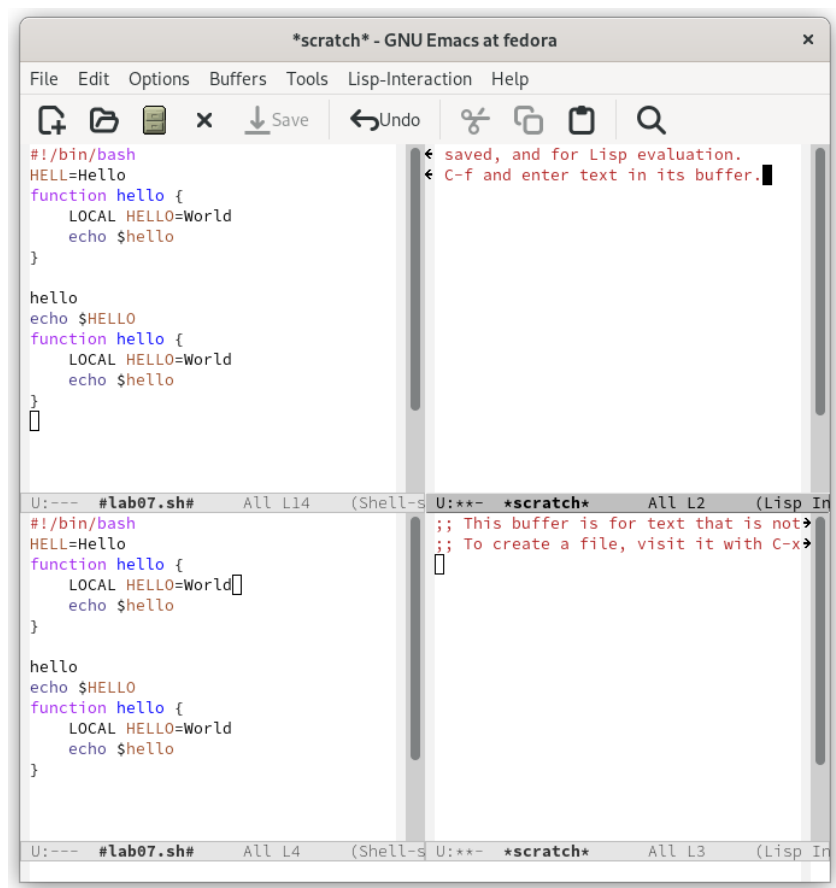 *scratch* - GNU Emacs at fedora
File Edit Options Buffers Tools Lisp-Interaction Help
Save Undo
#!/bin/bash
HELL=Hello
function hello {
    LOCAL HELLO=World
    echo $hello
}
hello
echo $HELLO
function hello {
    LOCAL HELLO=World
    echo $hello
}
U:--- #lab07.sh# All L14 (Shell-s
saved, and for Lisp evaluation.
C-f and enter text in its buffer.
U:**- *scratch* All L2 (Lisp In
#!/bin/bash
HELL=Hello
function hello {
    LOCAL HELLO=World
    echo $hello
}
hello
echo $HELLO
function hello {
    LOCAL HELLO=World
    echo $hello
}
U:--- #lab07.sh# All L4 (Shell-s
;; This buffer is for text that is not
;; To create a file, visit it with C-x
U:**- *scratch* All L3 (Lisp In